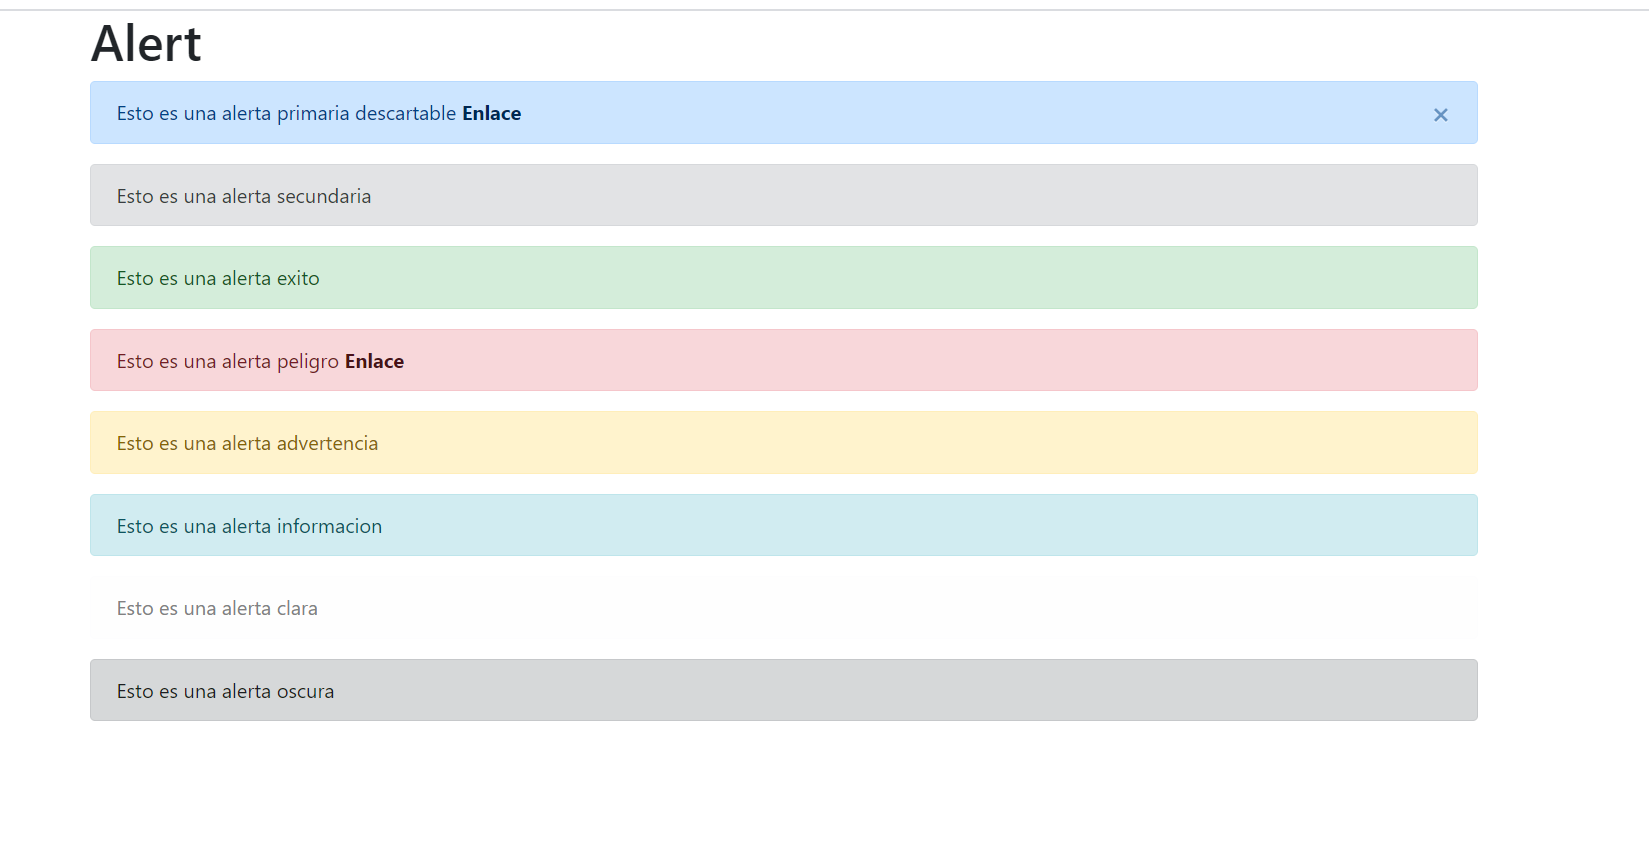 Alert
Esto es una alerta primaria descartable Enlace ×
Esto es una alerta secundaria
Esto es una alerta exito
Esto es una alerta peligro Enlace
Esto es una alerta advertencia
Esto es una alerta informacion
Esto es una alerta clara
Esto es una alerta oscura